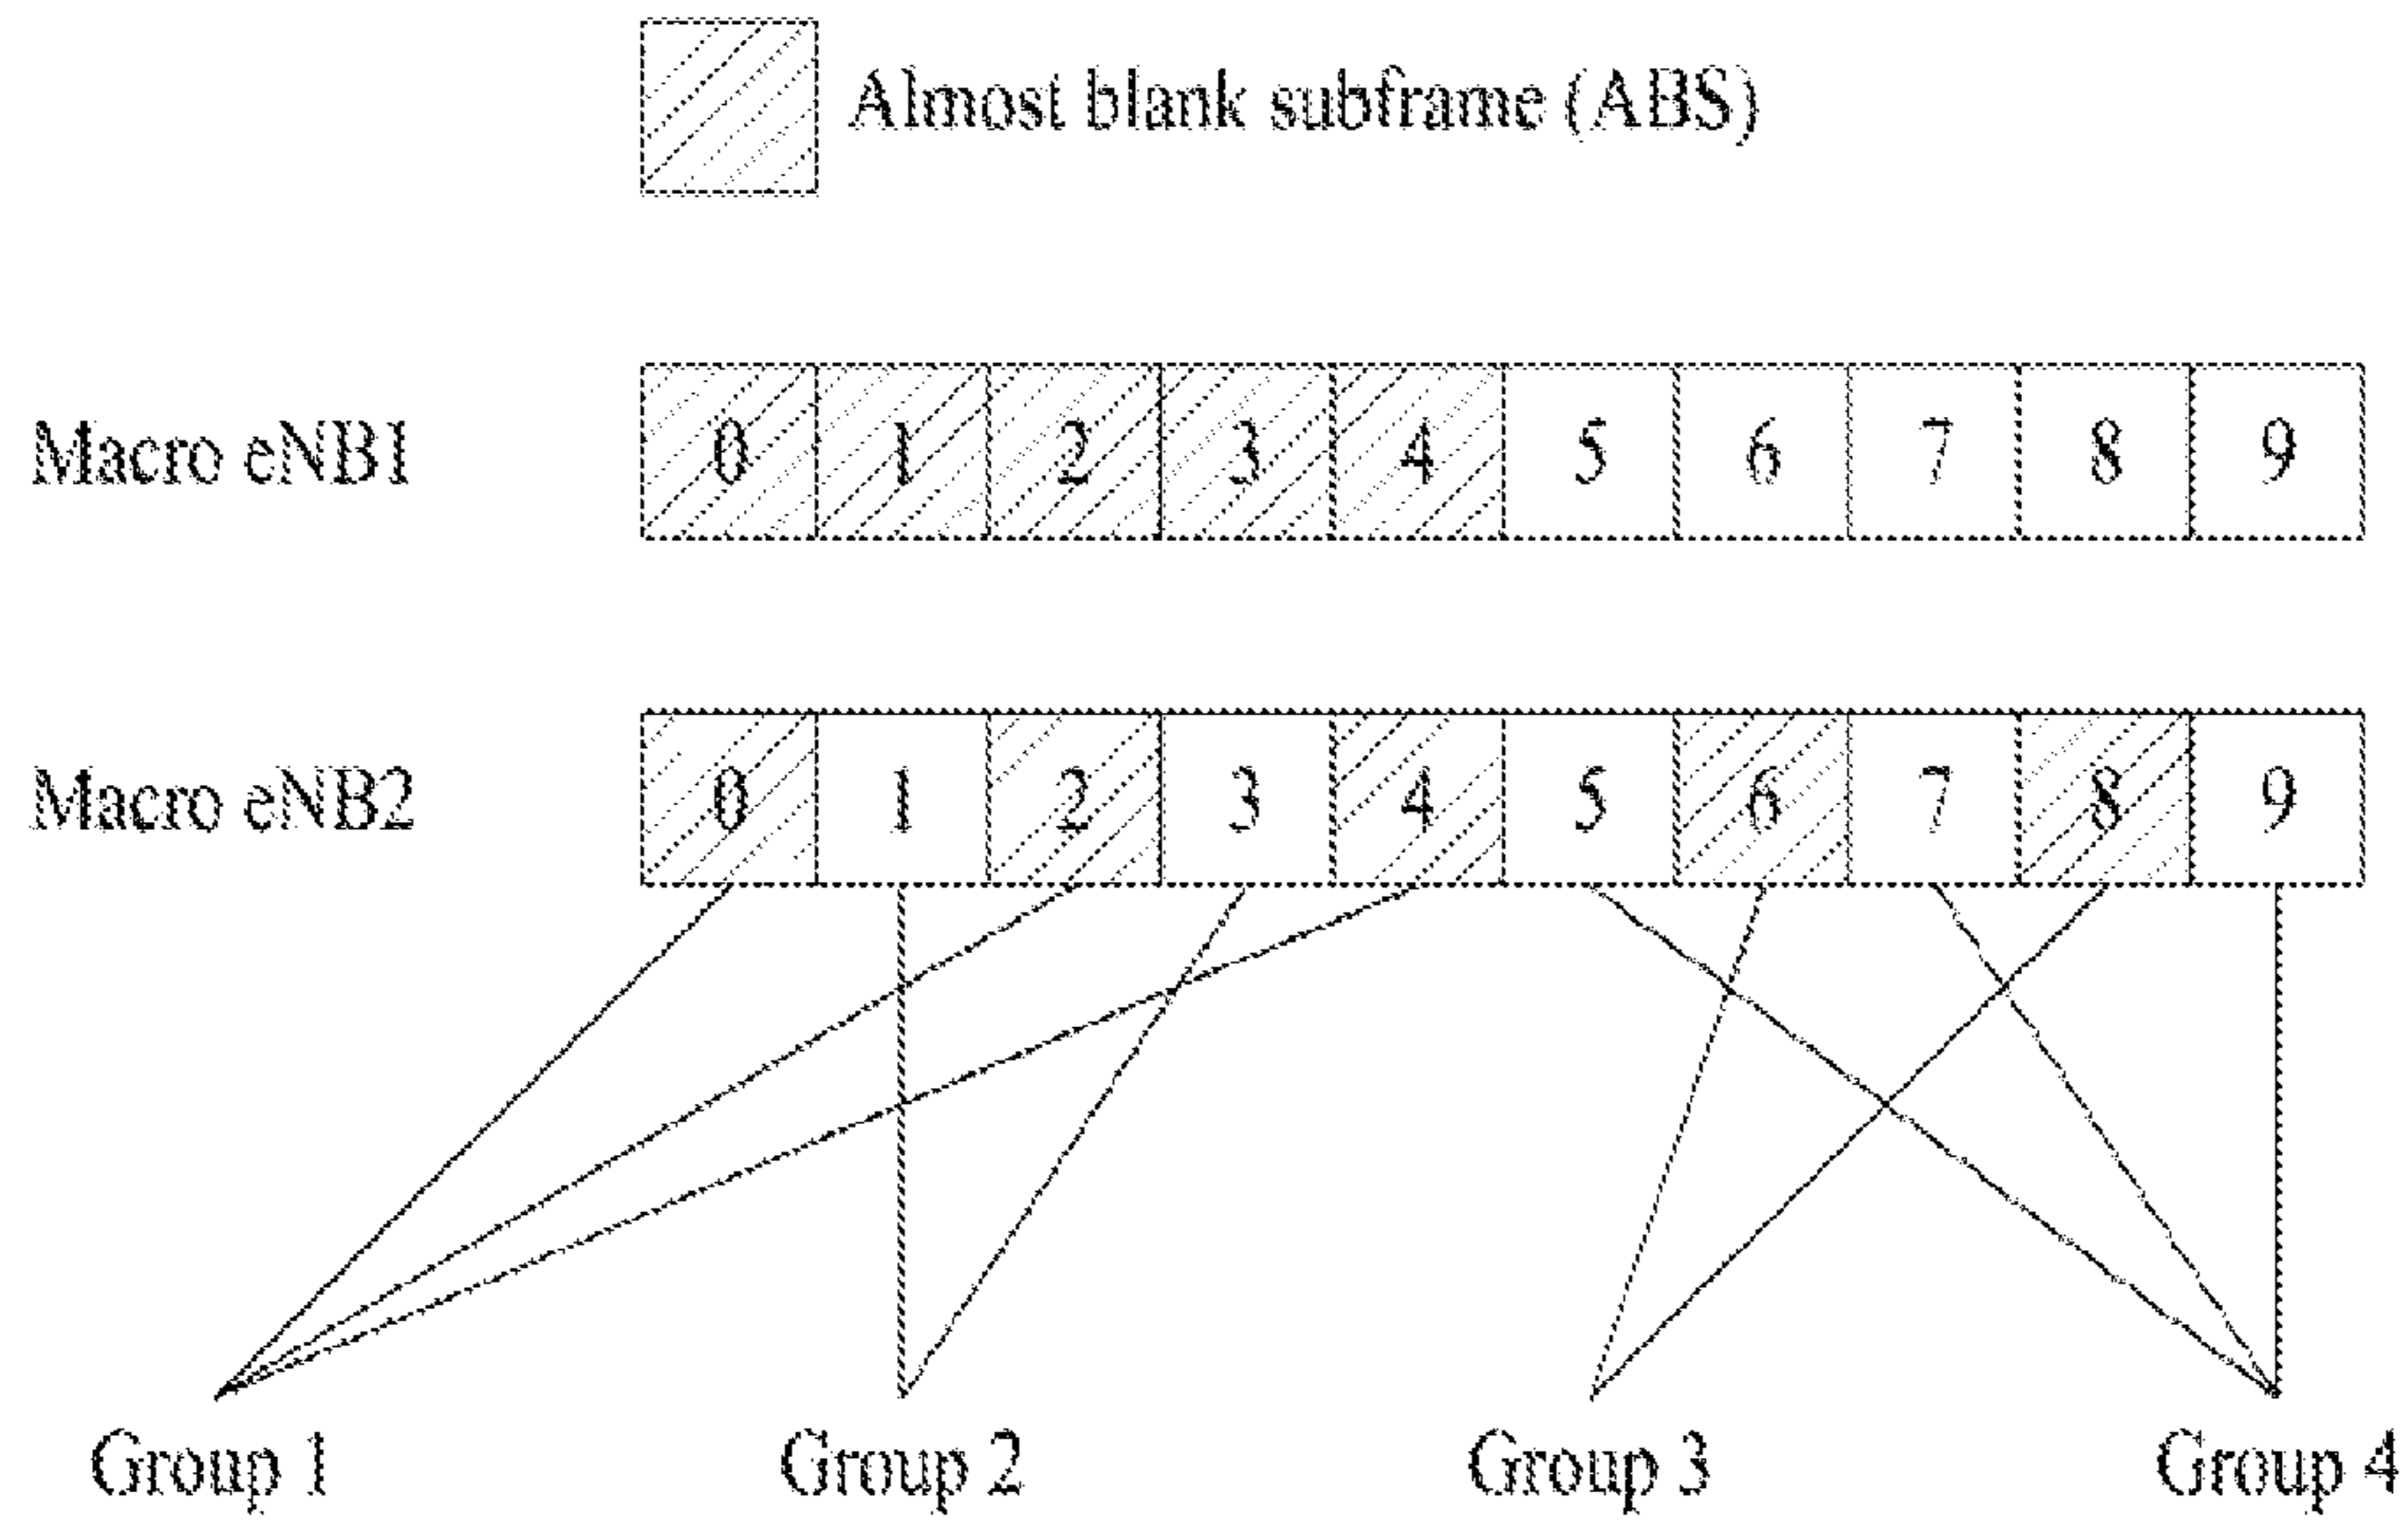 Almost blank subframe (ABS)
Macro eNB1 0 1 2 3 4 5 6 7 8 9
Macro eNB2 0 1 2 3 4 5 6 7 8 9
Group 1 Group 2 Group 3 Group 4